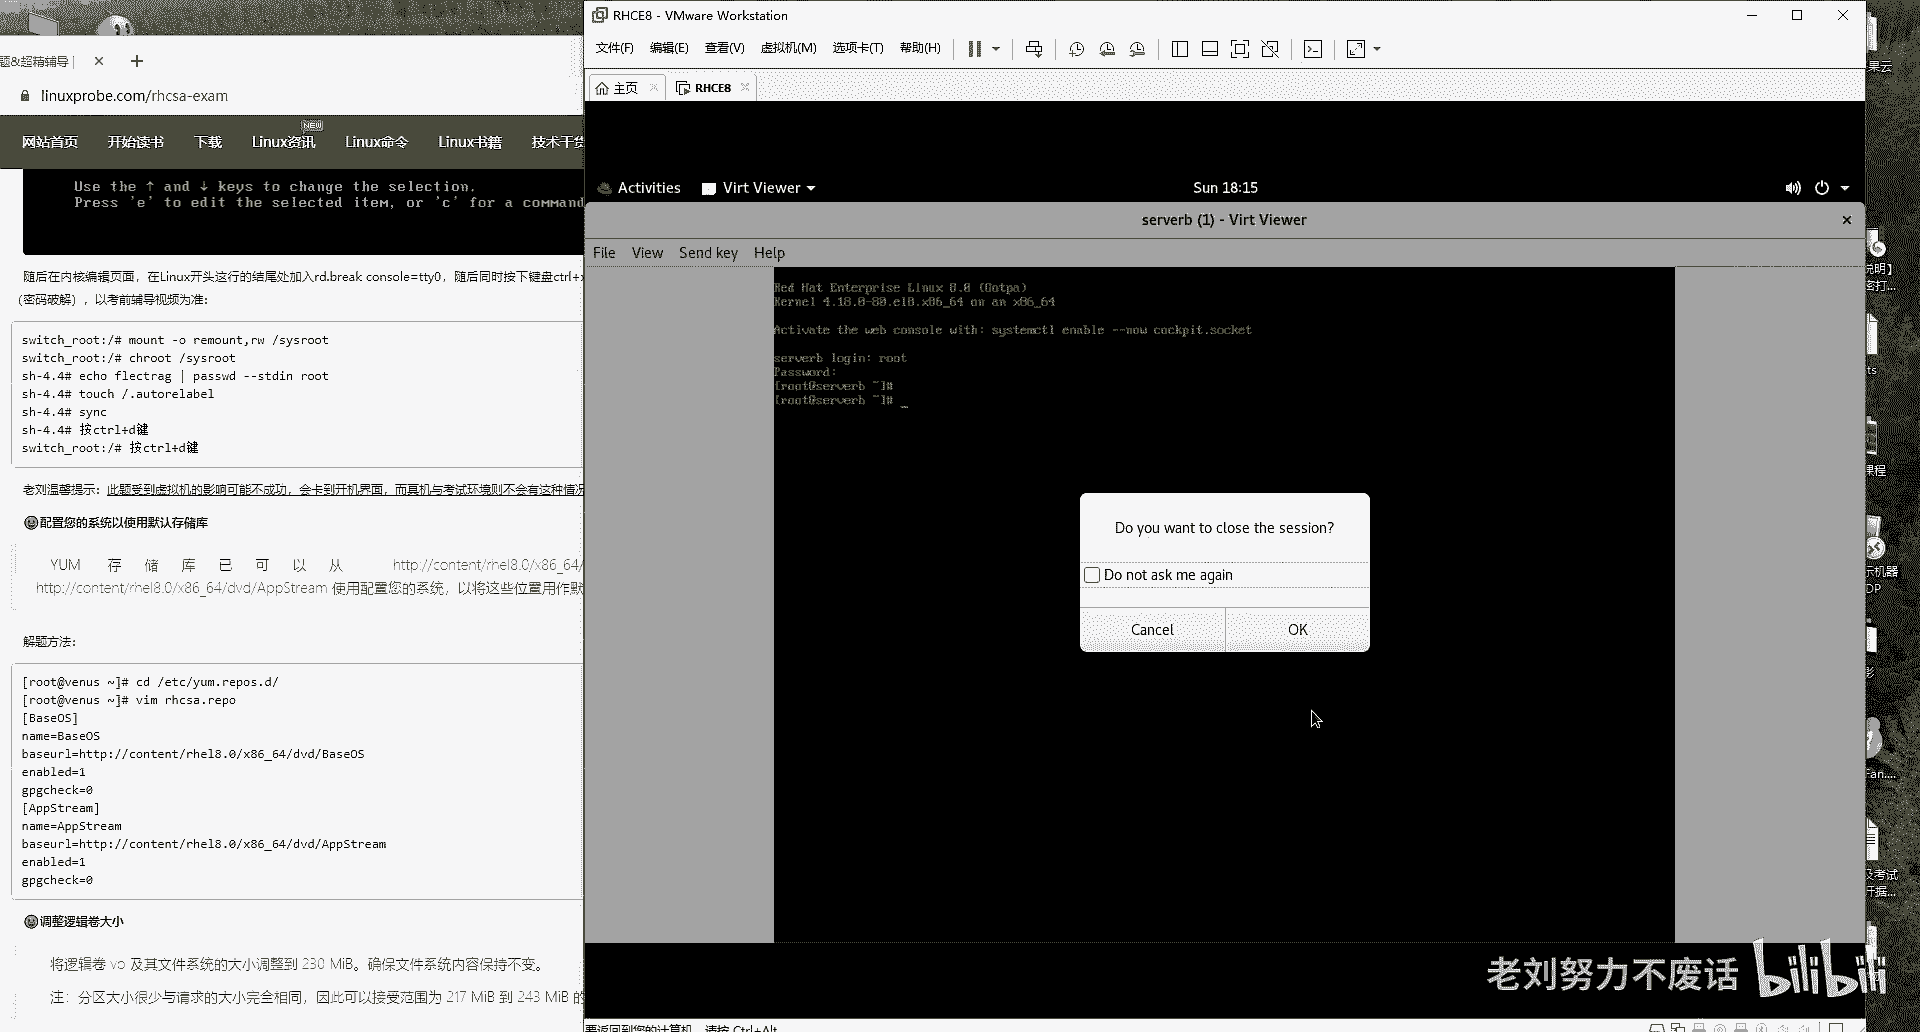 题&超精辅导 |
linuxprobe.com/rhcsa-exam
网站首页 开始读书 下载 Linux资讯 NEW Linux命令 Linux书籍 技术干货
Use the ↑ and ↓ keys to change the selection.
Press 'e' to edit the selected item, or 'c' for a command
随后在内核编辑页面，在Linux开头这行的结尾处加入rd.break console=tty0，随后同时按下键盘ctrl+x
（密码破解），以考前辅导视频为准：
switch_root:/# mount -o remount,rw /sysroot
switch_root:/# chroot /sysroot
sh-4.4# echo flectrag | passwd --stdin root
sh-4.4# touch /.autorelabel
sh-4.4# sync
sh-4.4# 按ctrl+d键
switch_root:/# 按ctrl+d键
老刘温馨提示：此题受到虚拟机的影响可能不成功，会卡到开机界面，而真机与考试环境则不会有这种情况
配置您的系统以使用默认存储库
YUM 存储库已可以从 http://content/rhel8.0/x86_64/
http://content/rhel8.0/x86_64/dvd/AppStream 使用配置您的系统，以将这些位置用作默
解题方法：
[root@venus ~]# cd /etc/yum.repos.d/
[root@venus ~]# vim rhcsa.repo
[BaseOS]
name=BaseOS
baseurl=http://content/rhel8.0/x86_64/dvd/BaseOS
enabled=1
gpgcheck=0
[AppStream]
name=AppStream
baseurl=http://content/rhel8.0/x86_64/dvd/AppStream
enabled=1
gpgcheck=0
调整逻辑卷大小
将逻辑卷 vo 及其文件系统的大小调整到 230 MiB。确保文件系统内容保持不变。
注：分区大小很少与请求的大小完全相同，因此可以接受范围为 217 MiB 到 243 MiB 的
RHCE8 - VMware Workstation
文件(F) 编辑(E) 查看(V) 虚拟机(M) 选项卡(T) 帮助(H)
主页 RHCE8
Activities Virt Viewer Sun 18:15
serverb (1) - Virt Viewer
File View Send key Help
Red Hat Enterprise Linux 8.0 (Ootpa)
Kernel 4.18.0-80.el8.x86_64 on an x86_64
Activate the web console with: systemctl enable --now cockpit.socket
serverb login: root
Password:
[root@serverb ~]#
[root@serverb ~]# _
Do you want to close the session?
Do not ask me again
Cancel OK
要返回到您的计算机，请按 Ctrl+Alt
果云
课程
示机器
DP
及考试
老刘努力不废话 bilibili